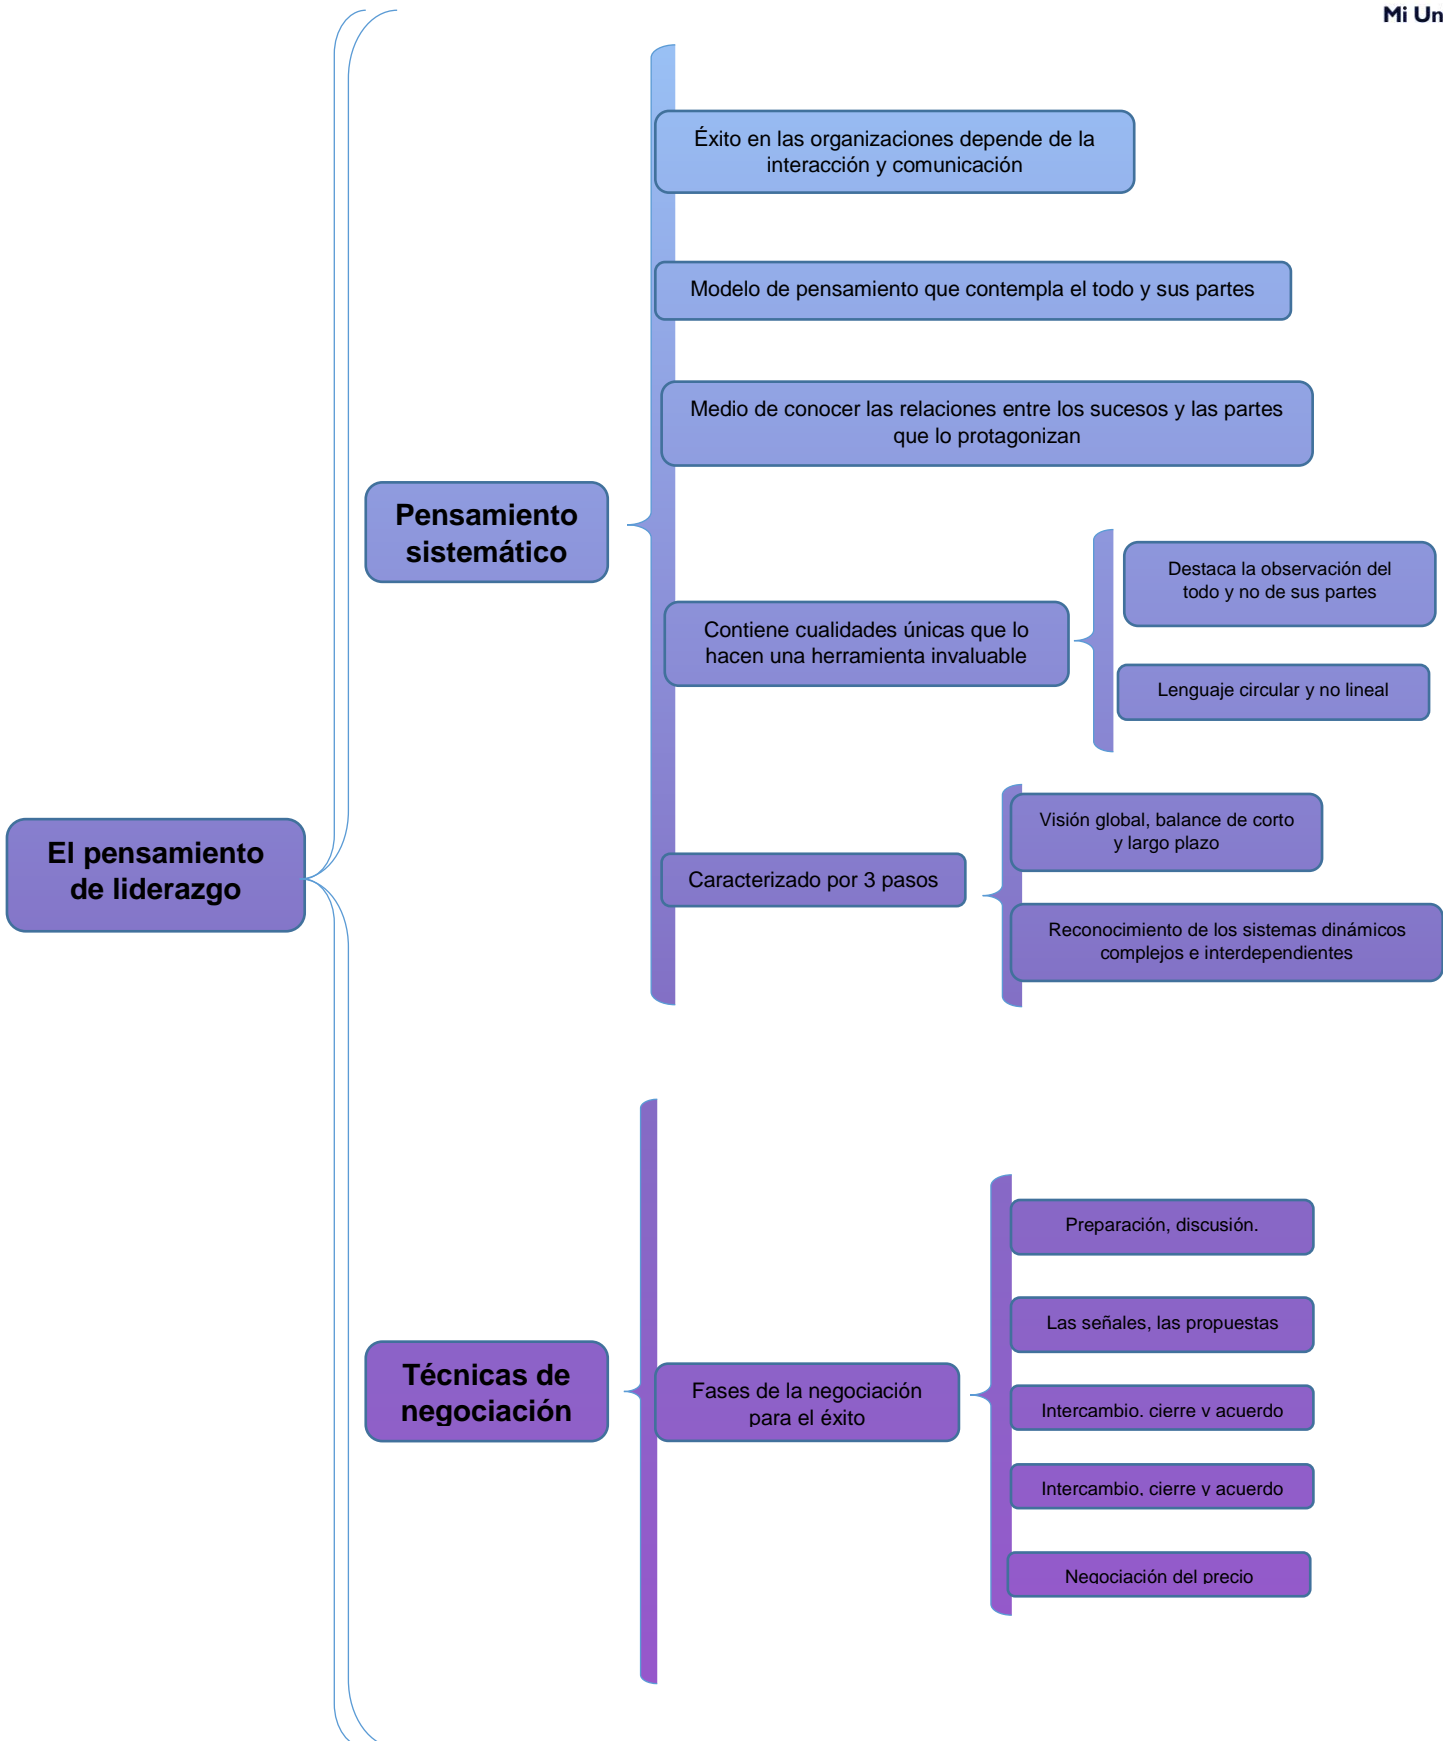 Mi Un
Éxito en las organizaciones depende de la
interacción y comunicación
Modelo de pensamiento que contempla el todo y sus partes
Medio de conocer las relaciones entre los sucesos y las partes
que lo protagonizan
Pensamiento
sistemático
Destaca la observación del
todo y no de sus partes
Contiene cualidades únicas que lo
hacen una herramienta invaluable
Lenguaje circular y no lineal
El pensamiento
de liderazgo
Visión global, balance de corto
y largo plazo
Caracterizado por 3 pasos
Reconocimiento de los sistemas dinámicos
complejos e interdependientes
Técnicas de
negociación
Fases de la negociación
para el éxito
Preparación, discusión.
Las señales, las propuestas
Intercambio, cierre y acuerdo
Intercambio, cierre y acuerdo
Negociación del precio